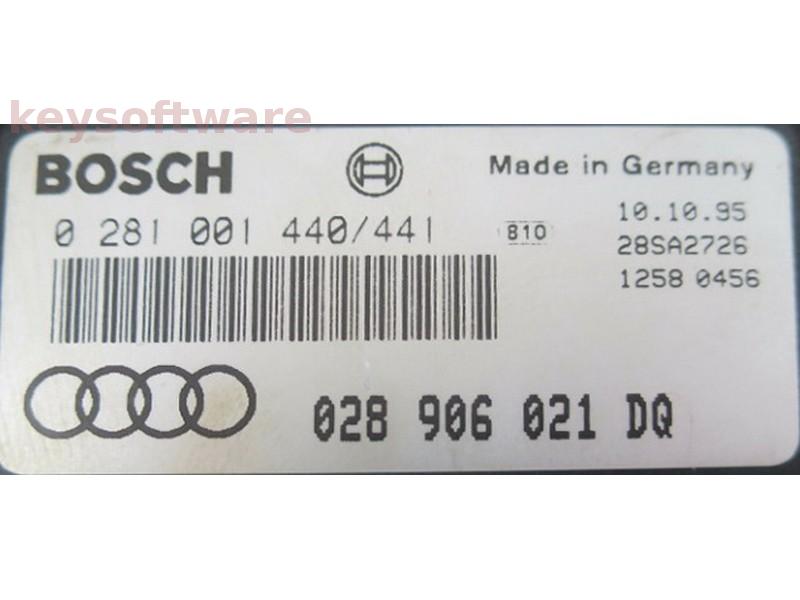 keysoftware
BOSCH
Made in Germany
0 281 001 440/441
810
10.10.95
28SA2726
1258 0456
028 906 021 DQ